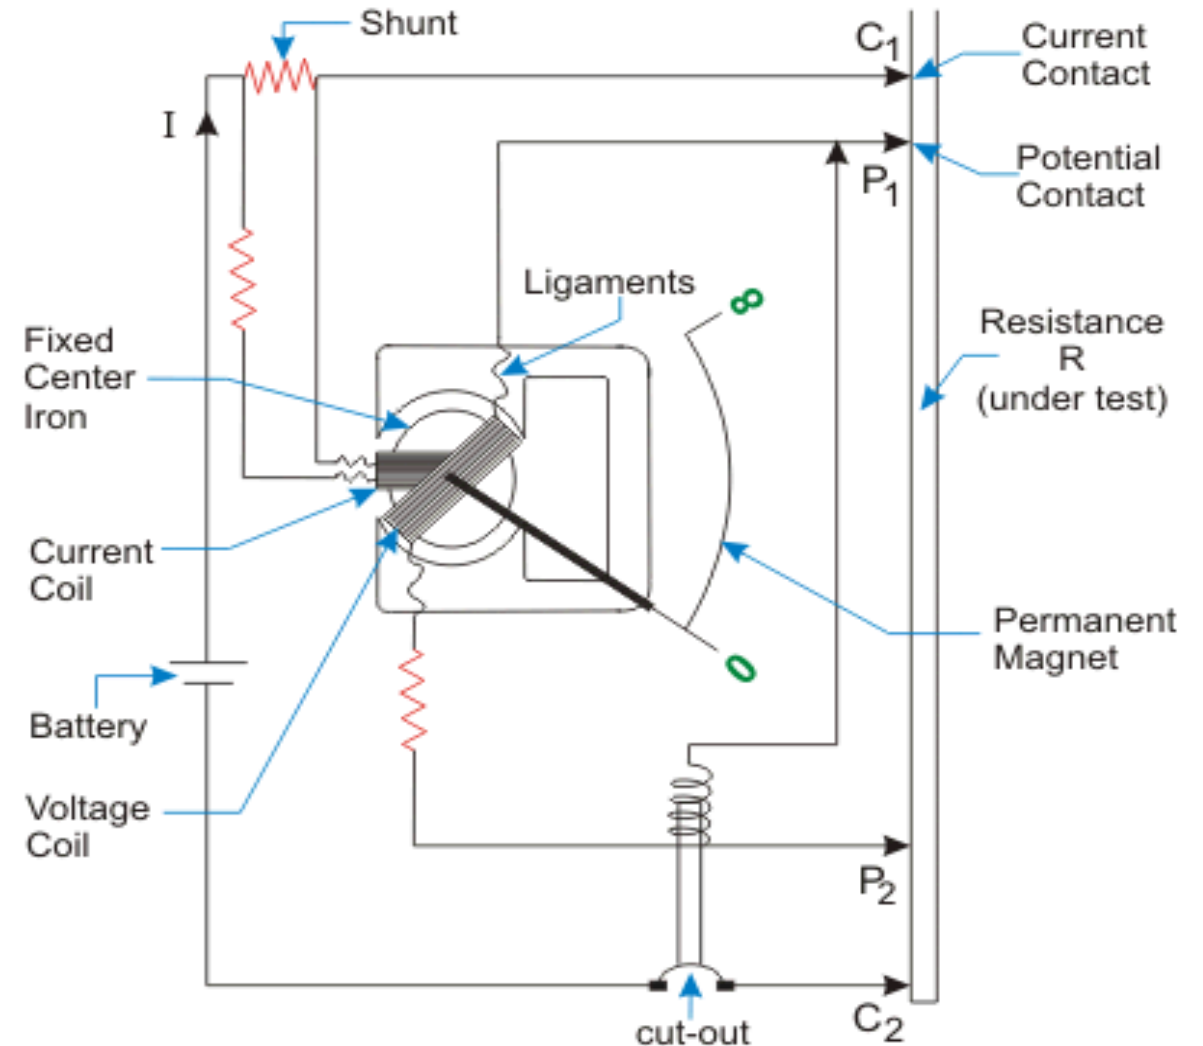 Shunt
C1
Current
Contact
I
P1
Potential
Contact
Ligaments
8
Resistance
R
(under test)
Fixed
Center
Iron
Current
Coil
Permanent
Magnet
0
Battery
Voltage
Coil
P2
C2
cut-out